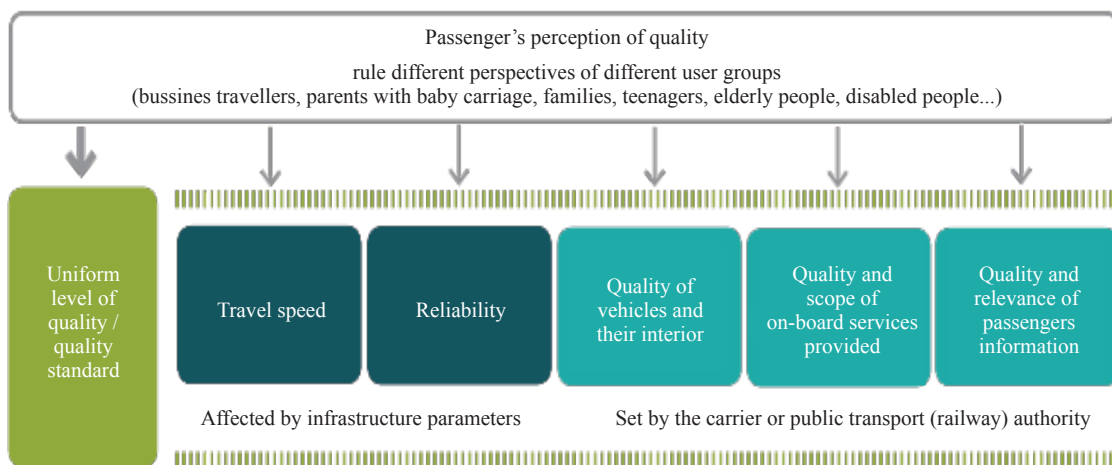 Passenger’s perception of quality
rule different perspectives of different user groups
(bussines travellers, parents with baby carriage, families, teenagers, elderly people, disabled people...)
Uniform
level of
quality /
quality
standard
Travel speed
Reliability
Quality of
vehicles and
their interior
Quality and
scope of
on-board services
provided
Quality and
relevance of
passengers
information
Affected by infrastructure parameters
Set by the carrier or public transport (railway) authority